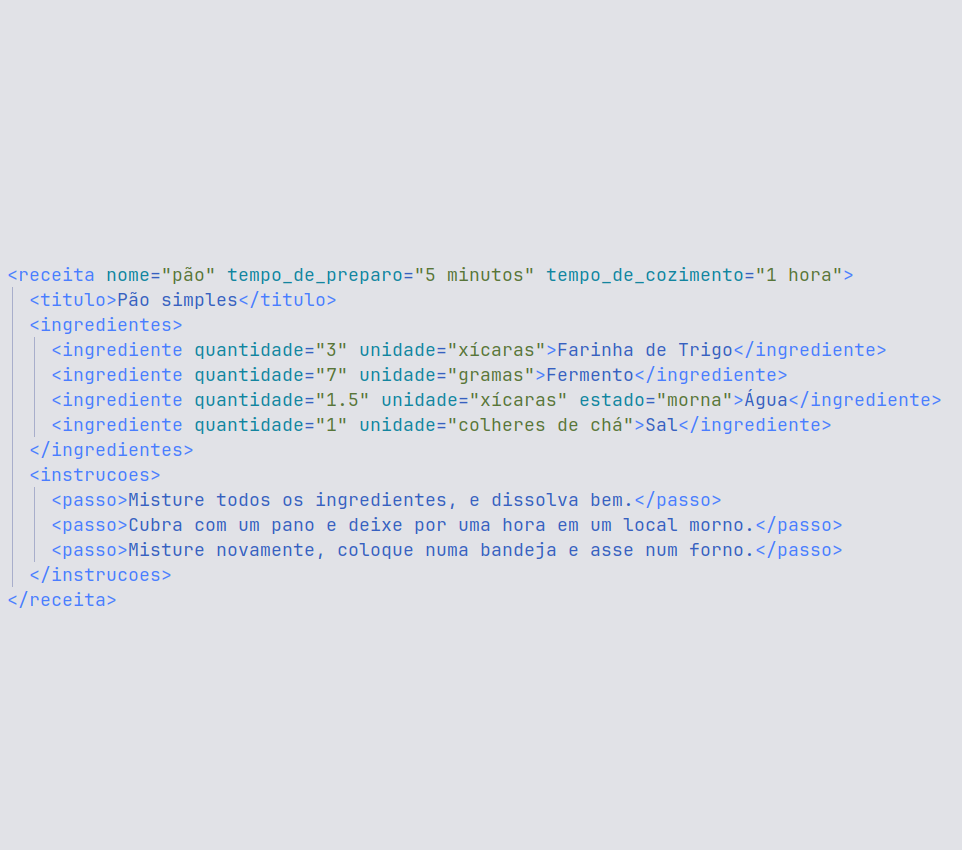 <receita nome="pão" tempo_de_preparo="5 minutos" tempo_de_cozimento="1 hora">
  <titulo>Pão simples</titulo>
  <ingredientes>
    <ingrediente quantidade="3" unidade="xícaras">Farinha de Trigo</ingrediente>
    <ingrediente quantidade="7" unidade="gramas">Fermento</ingrediente>
    <ingrediente quantidade="1.5" unidade="xícaras" estado="morna">Água</ingrediente>
    <ingrediente quantidade="1" unidade="colheres de chá">Sal</ingrediente>
  </ingredientes>
  <instrucoes>
    <passo>Misture todos os ingredientes, e dissolva bem.</passo>
    <passo>Cubra com um pano e deixe por uma hora em um local morno.</passo>
    <passo>Misture novamente, coloque numa bandeja e asse num forno.</passo>
  </instrucoes>
</receita>